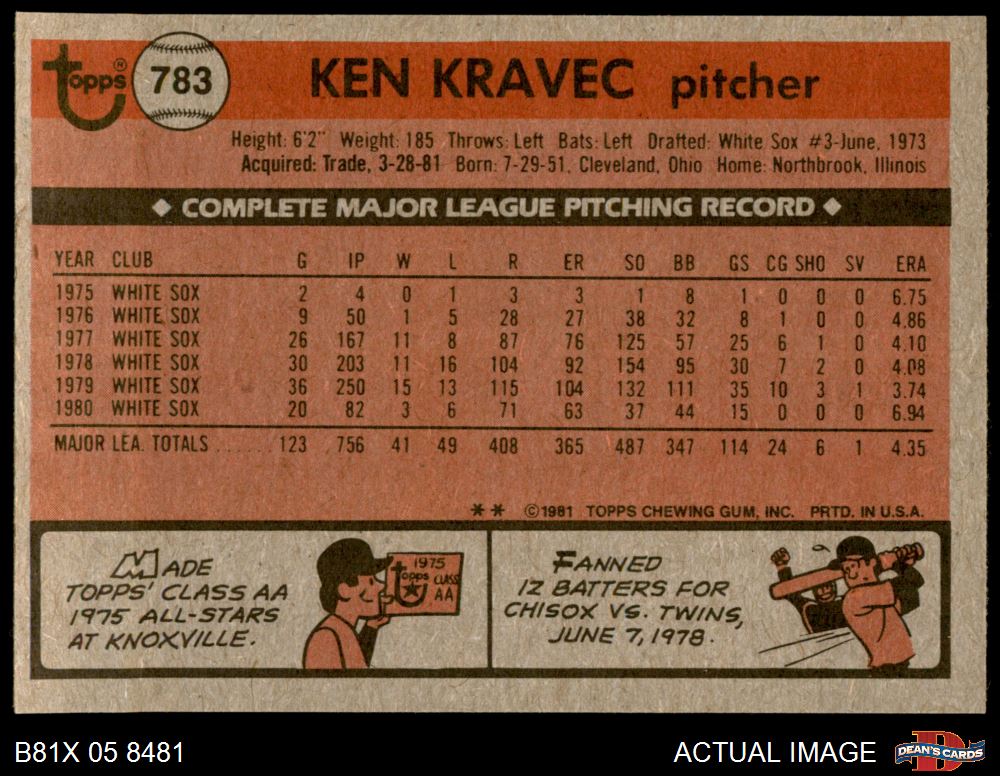 topps®
783
KEN KRAVEC pitcher
Height: 6'2" Weight: 185 Throws: Left Bats: Left Drafted: White Sox #3-June, 1973
Acquired: Trade, 3-28-81 Born: 7-29-51, Cleveland, Ohio Home: Northbrook, Illinois
◆ COMPLETE MAJOR LEAGUE PITCHING RECORD ◆
YEAR CLUB G IP W L R ER SO BB GS CG SHO SV ERA
1975 WHITE SOX 2 4 0 1 3 3 1 8 1 0 0 0 6.75
1976 WHITE SOX 9 50 1 5 28 27 38 32 8 1 0 0 4.86
1977 WHITE SOX 26 167 11 8 87 76 125 57 25 6 1 0 4.10
1978 WHITE SOX 30 203 11 16 104 92 154 95 30 7 2 0 4.08
1979 WHITE SOX 36 250 15 13 115 104 132 111 35 10 3 1 3.74
1980 WHITE SOX 20 82 3 6 71 63 37 44 15 0 0 0 6.94
MAJOR LEA. TOTALS ...... 123 756 41 49 408 365 487 347 114 24 6 1 4.35
** ©1981 TOPPS CHEWING GUM, INC. PRTD. IN U.S.A.
MADE
TOPPS' CLASS AA
1975 ALL-STARS
AT KNOXVILLE.
1975
topps CLASS
AA
FANNED
12 BATTERS FOR
CHISOX VS. TWINS,
JUNE 7, 1978.
B81X 05 8481
ACTUAL IMAGE
DEAN'S CARDS